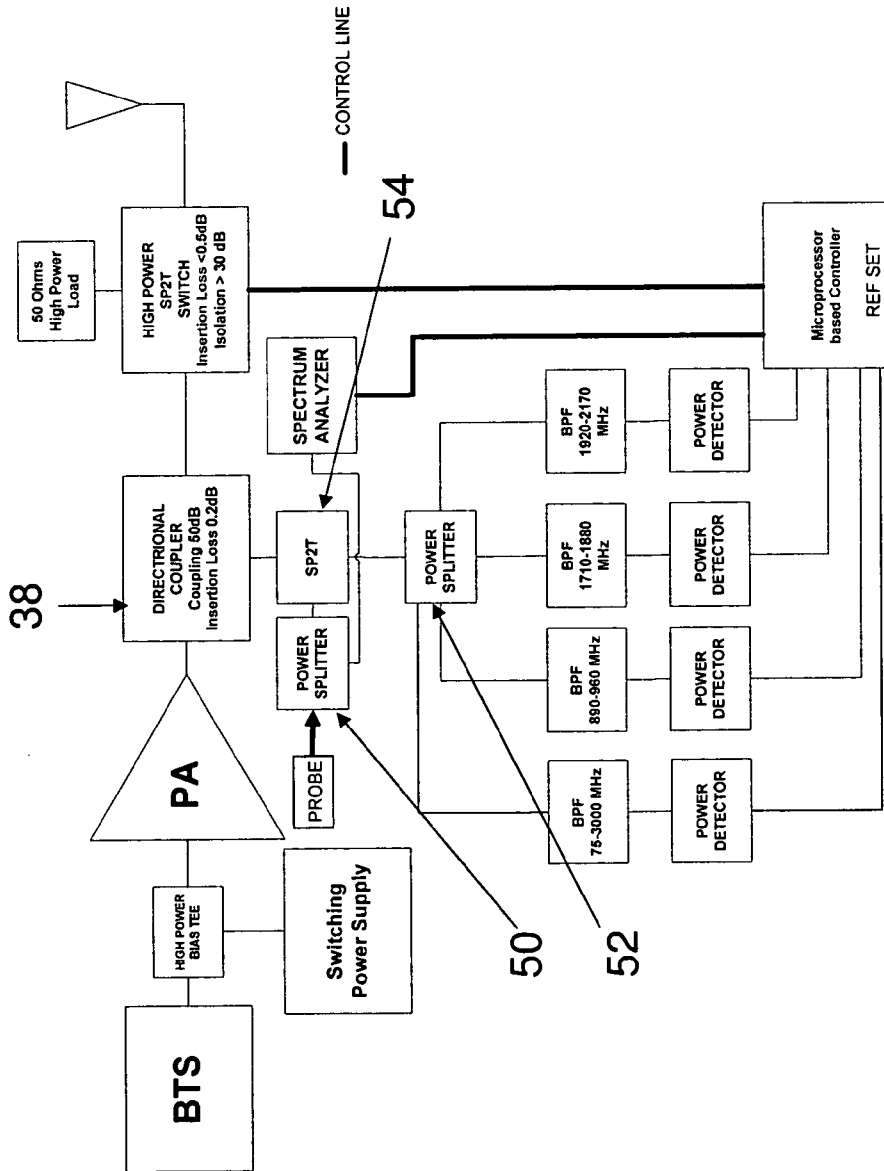 38
50 Ohms
High Power
Load
DIRECTRIONAL
COUPLER
Coupling 50dB
Insertion Loss 0.2dB
HIGH POWER
SP2T
SWITCH
Insertion Loss <0.5dB
Isolation > 30 dB
BTS
HIGH POWER
BIAS TEE
PA
Switching
Power Supply
PROBE
POWER
SPLITTER
SP2T
SPECTRUM
ANALYZER
CONTROL LINE
54
50
52
POWER
SPLITTER
BPF
75-3000 MHz
BPF
890-960 MHz
BPF
1710-1880
MHz
BPF
1920-2170
MHz
POWER
DETECTOR
POWER
DETECTOR
POWER
DETECTOR
POWER
DETECTOR
Microprocessor
based Controller
REF SET